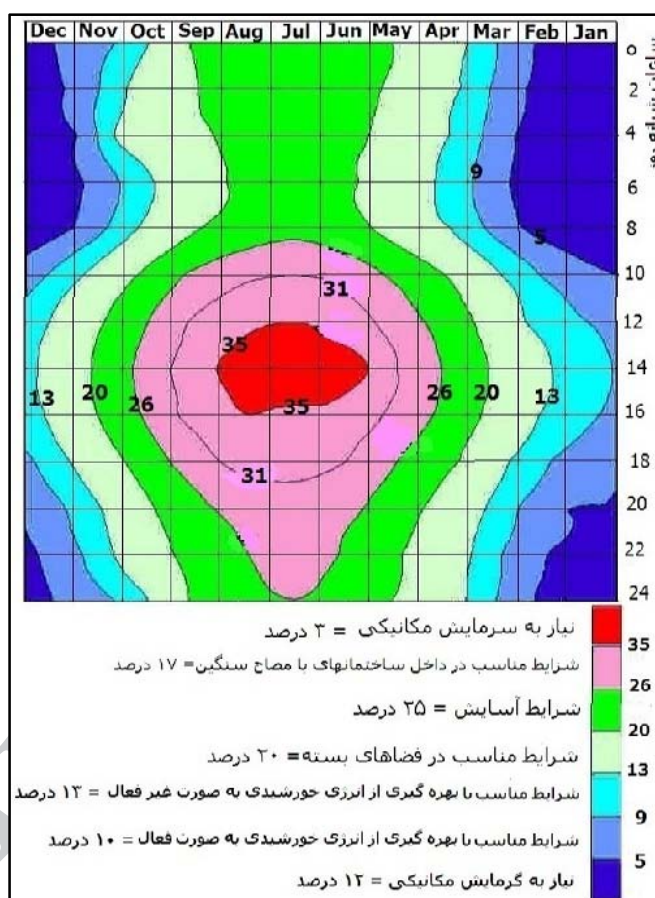 Dec Nov Oct Sep Aug Jul Jun May Apr Mar Feb Jan
0
2
4
9
6
5
8
31
10
35
12
14
13 20 26 35 26 20 13
16
31
18
20
22
24
نیاز به سرمایش مکانیکی = ۳ درصد
35
شرایط مناسب در داخل ساختمانهای با مصاح سنگین= ۱۷ درصد
26
شرایط آسایش = ۲۵ درصد
20
شرایط مناسب در فضاهای بسته= ۲۰ درصد
13
شرایط مناسب با بهره گیری از انرژی خورشیدی به صورت غیر فعال = ۱۳ درصد
9
شرایط مناسب با بهره گیری از انرژی خورشیدی به صورت فعال= ۱۰ درصد
5
نیاز به گرمایش مکانیکی = ۱۲ درصد